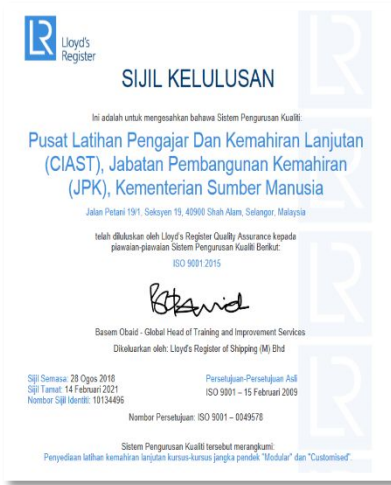 LR
Lloyd's
Register
SIJIL KELULUSAN
Ini adalah untuk mengesahkan bahawa Sistem Pengurusan Kualiti:
Pusat Latihan Pengajar Dan Kemahiran Lanjutan
(CIAST), Jabatan Pembangunan Kemahiran
(JPK), Kementerian Sumber Manusia
Jalan Petani 19/1, Seksyen 19, 40900 Shah Alam, Selangor, Malaysia
telah diluluskan oleh Lloyd's Register Quality Assurance kepada
piawaian-piawaian Sistem Pengurusan Kualiti Berikut:
ISO 9001:2015
Basem Obaid - Global Head of Training and Improvement Services
Dikeluarkan oleh: Lloyd's Register of Shipping (M) Bhd
Sijil Semasa: 28 Ogos 2018
Sijil Tamat: 14 Februari 2021
Nombor Sijil Identiti: 10134496
Persetujuan-Persetujuan Asli
ISO 9001 – 15 Februari 2009
Nombor Persetujuan: ISO 9001 – 0049578
Sistem Pengurusan Kualiti tersebut merangkumi:
Penyediaan latihan kemahiran lanjutan kursus-kursus jangka pendek "Modular" dan "Customised".